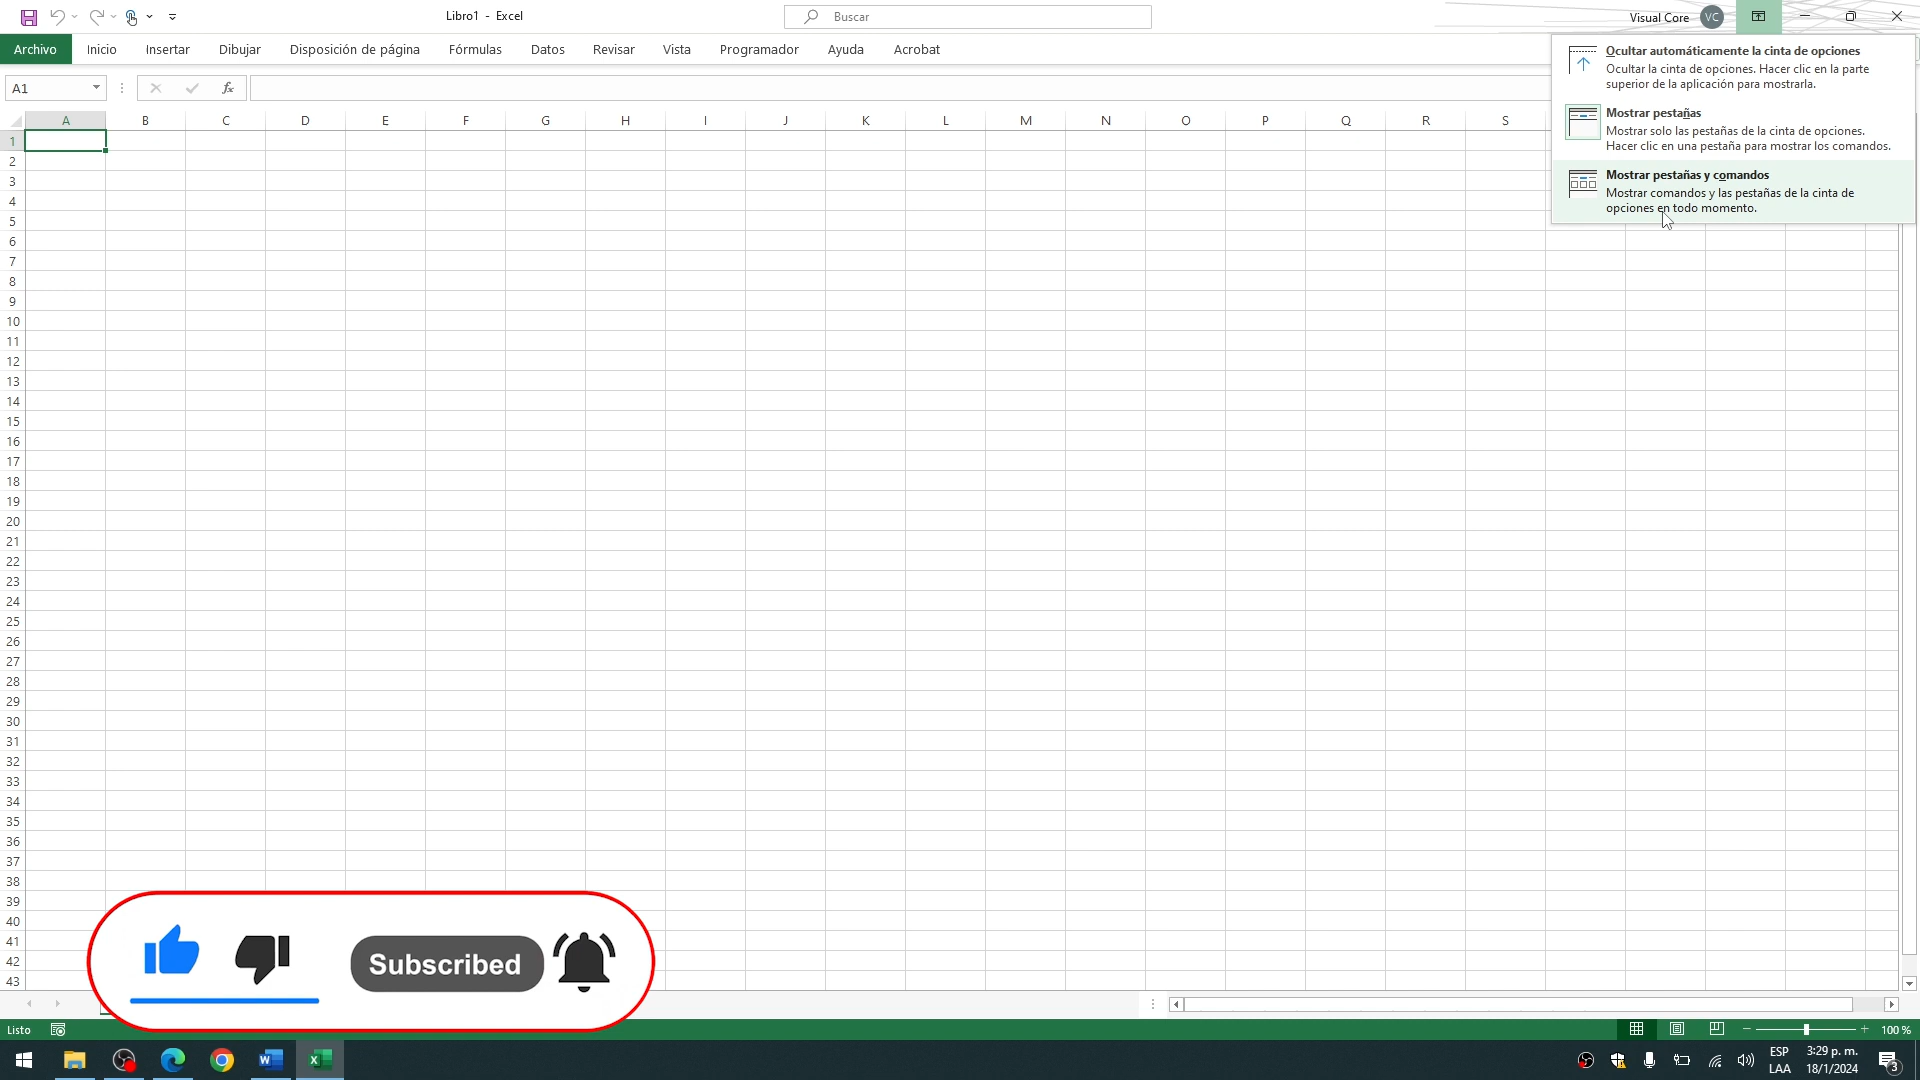 Libro1 - Excel
Buscar
Visual Core
VC
Archivo Inicio Insertar Dibujar Disposición de página Fórmulas Datos Revisar Vista Programador Ayuda Acrobat
Ocultar automáticamente la cinta de opciones
Ocultar la cinta de opciones. Hacer clic en la parte
superior de la aplicación para mostrarla.
Mostrar pestañas
Mostrar solo las pestañas de la cinta de opciones.
Hacer clic en una pestaña para mostrar los comandos.
Mostrar pestañas y comandos
Mostrar comandos y las pestañas de la cinta de
opciones en todo momento.
A1
fx
A B C D E F G H I J K L M N O P Q R S
1
2
3
4
5
6
7
8
9
10
11
12
13
14
15
16
17
18
19
20
21
22
23
24
25
26
27
28
29
30
31
32
33
34
35
36
37
38
39
40
41
42
43
Subscribed
Listo
100 %
ESP
LAA
3:29 p. m.
18/1/2024
3